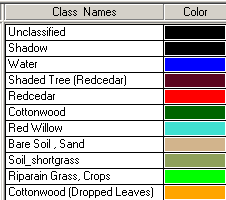 Class Names Color
Unclassified
Shadow
Water
Shaded Tree (Redcedar)
Redcedar
Cottonwood
Red Willow
Bare Soil , Sand
Soil_shortgrass
Riparain Grass, Crops
Cottonwood (Dropped Leaves)